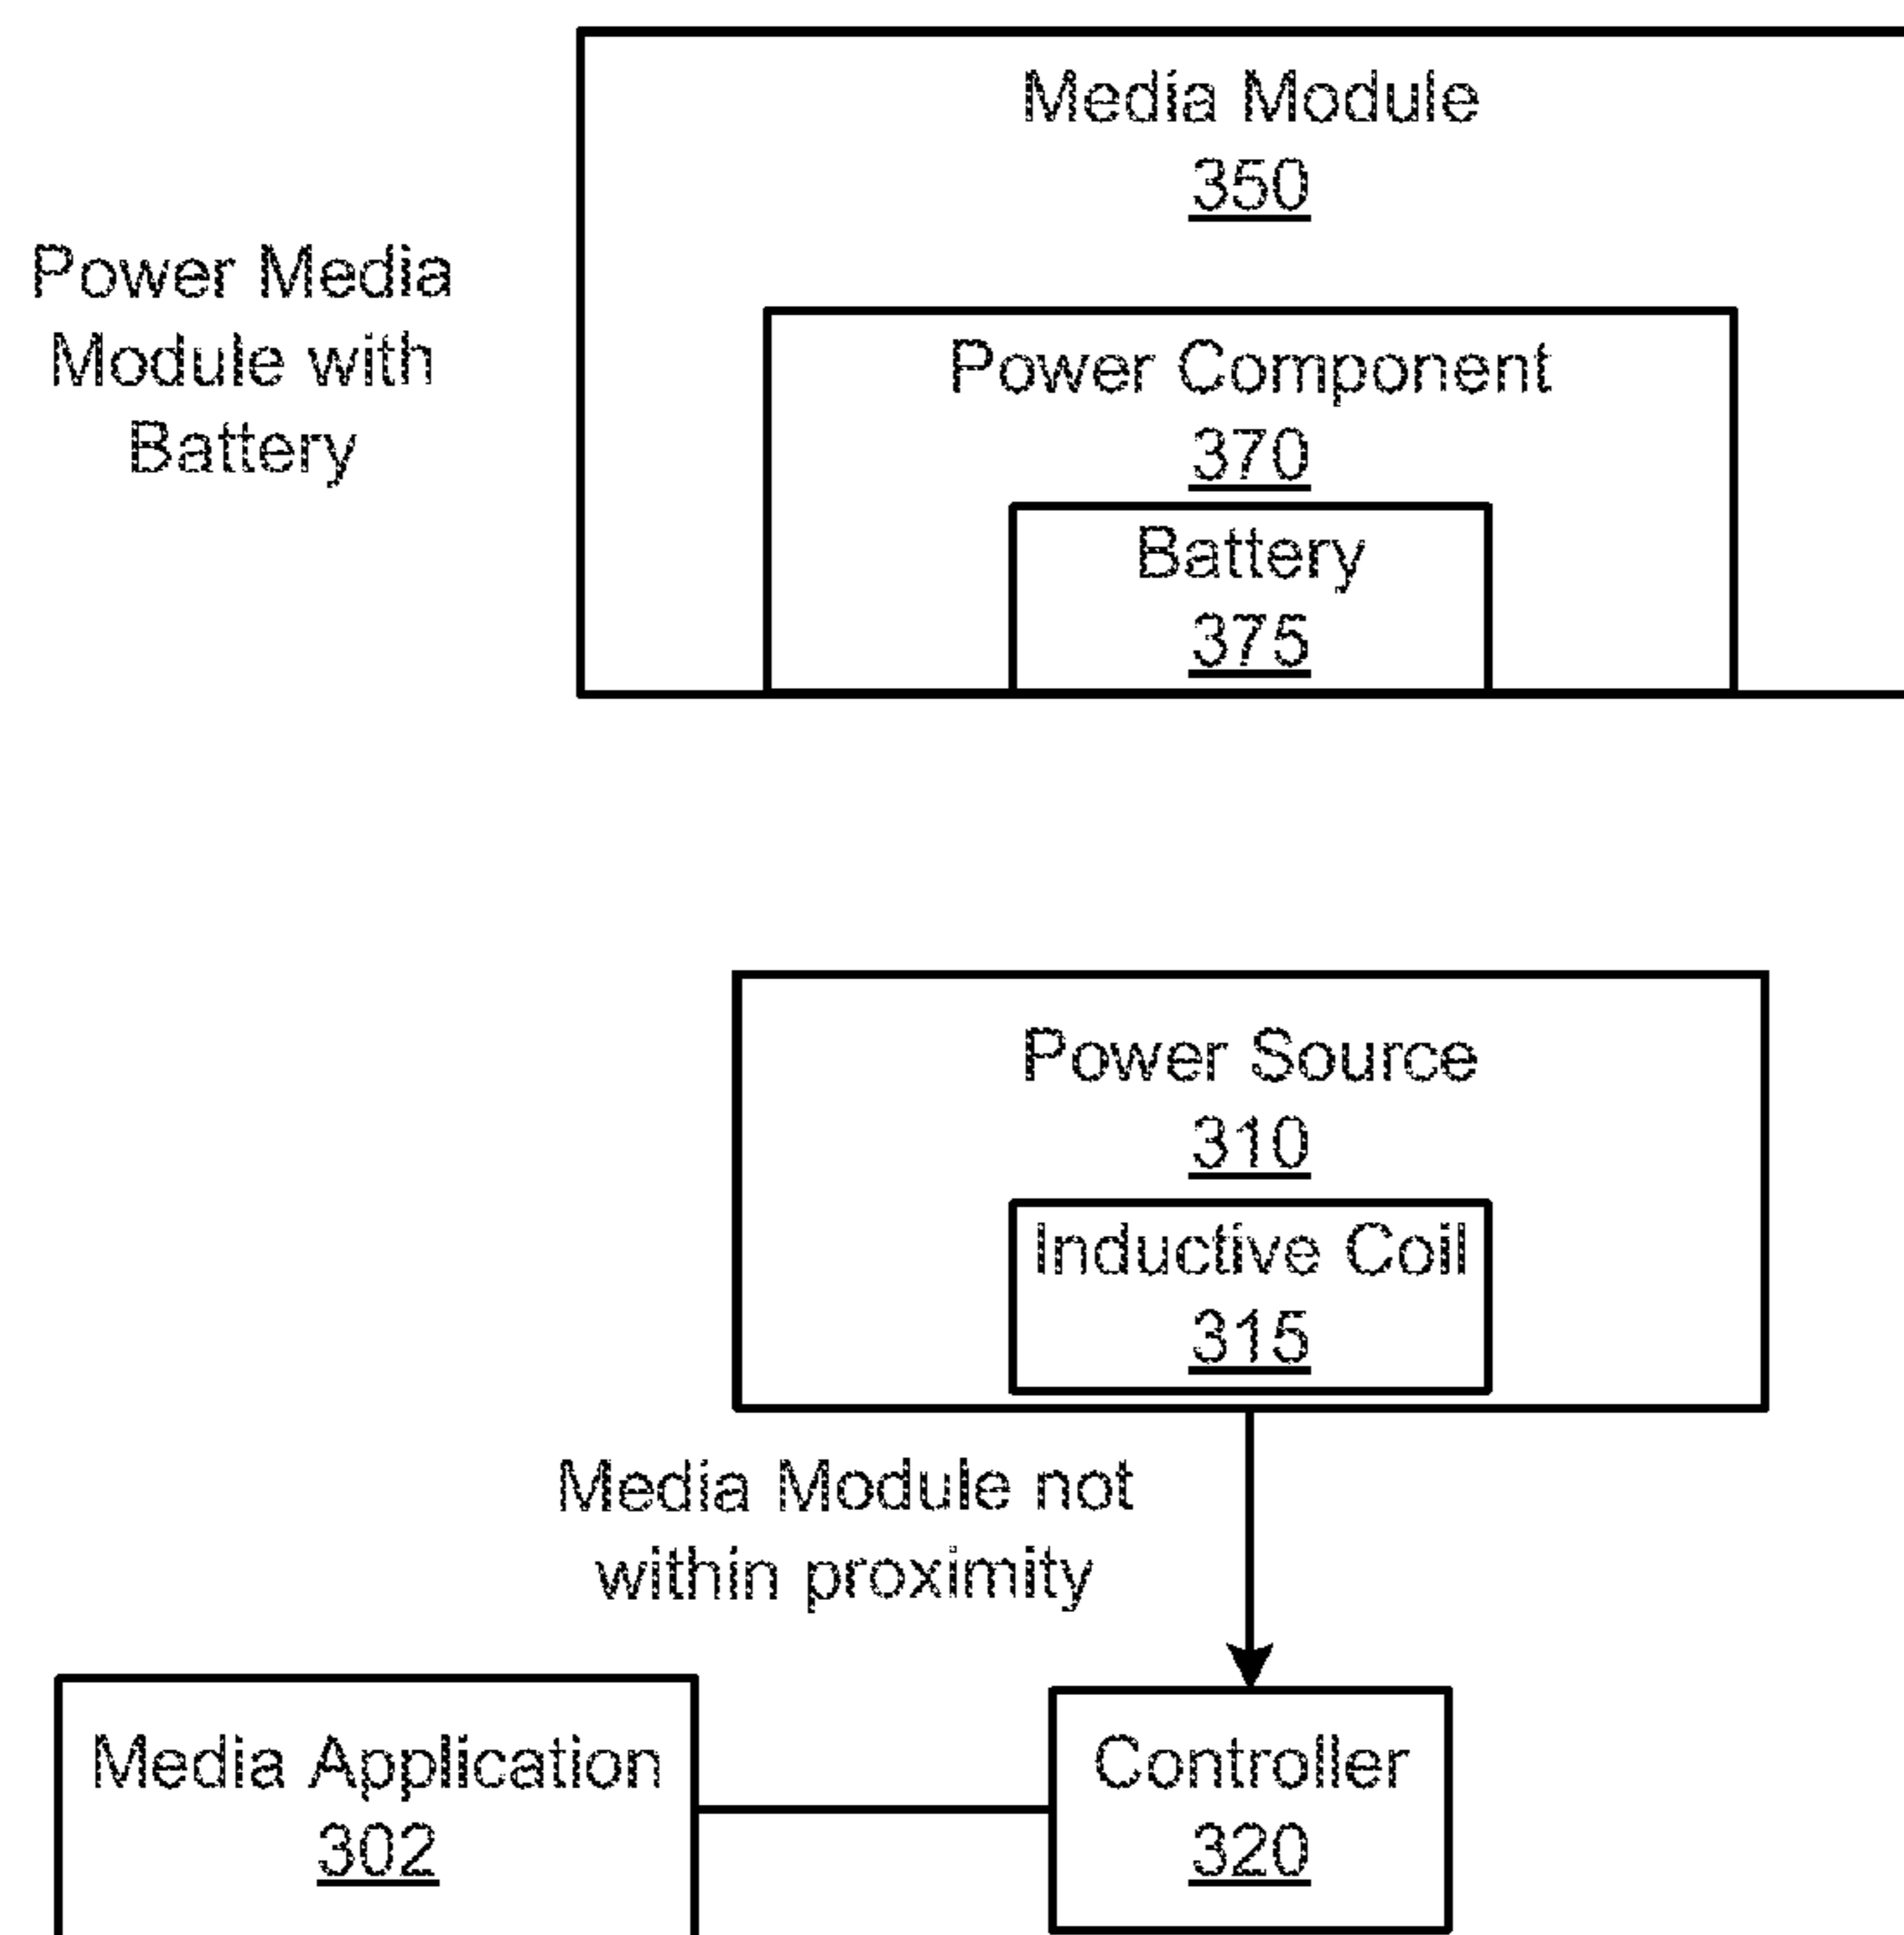 Media Module
350
Power Media
Module with
Battery
Power Component
370
Battery
375
Power Source
310
Inductive Coil
315
Media Module not
within proximity
Media Application
302
Controller
320